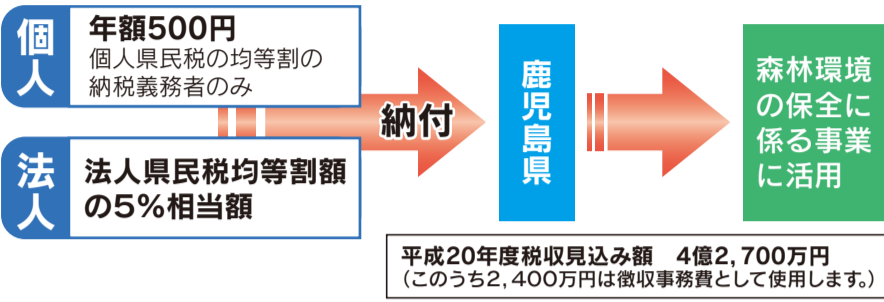 個人
年額500円
個人県民税の均等割の
納税義務者のみ
法人
法人県民税均等割額
の5%相当額
納付
鹿児島県
森林環境
の保全に
係る事業
に活用
平成20年度税収見込み額　4億2,700万円
（このうち2,400万円は徴収事務費として使用します。）